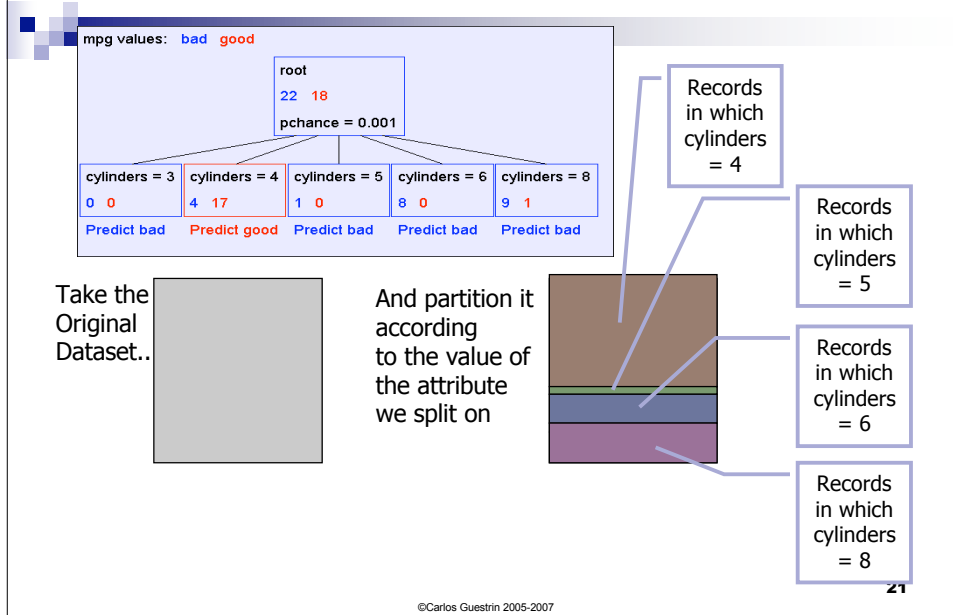 mpg values: bad good
root
22 18
pchance = 0.001
cylinders = 3
0 0
Predict bad
cylinders = 4
4 17
Predict good
cylinders = 5
1 0
Predict bad
cylinders = 6
8 0
Predict bad
cylinders = 8
9 1
Predict bad
Take the
Original
Dataset..
And partition it
according
to the value of
the attribute
we split on
Records
in which
cylinders
= 4
Records
in which
cylinders
= 5
Records
in which
cylinders
= 6
Records
in which
cylinders
= 8
21
©Carlos Guestrin 2005-2007